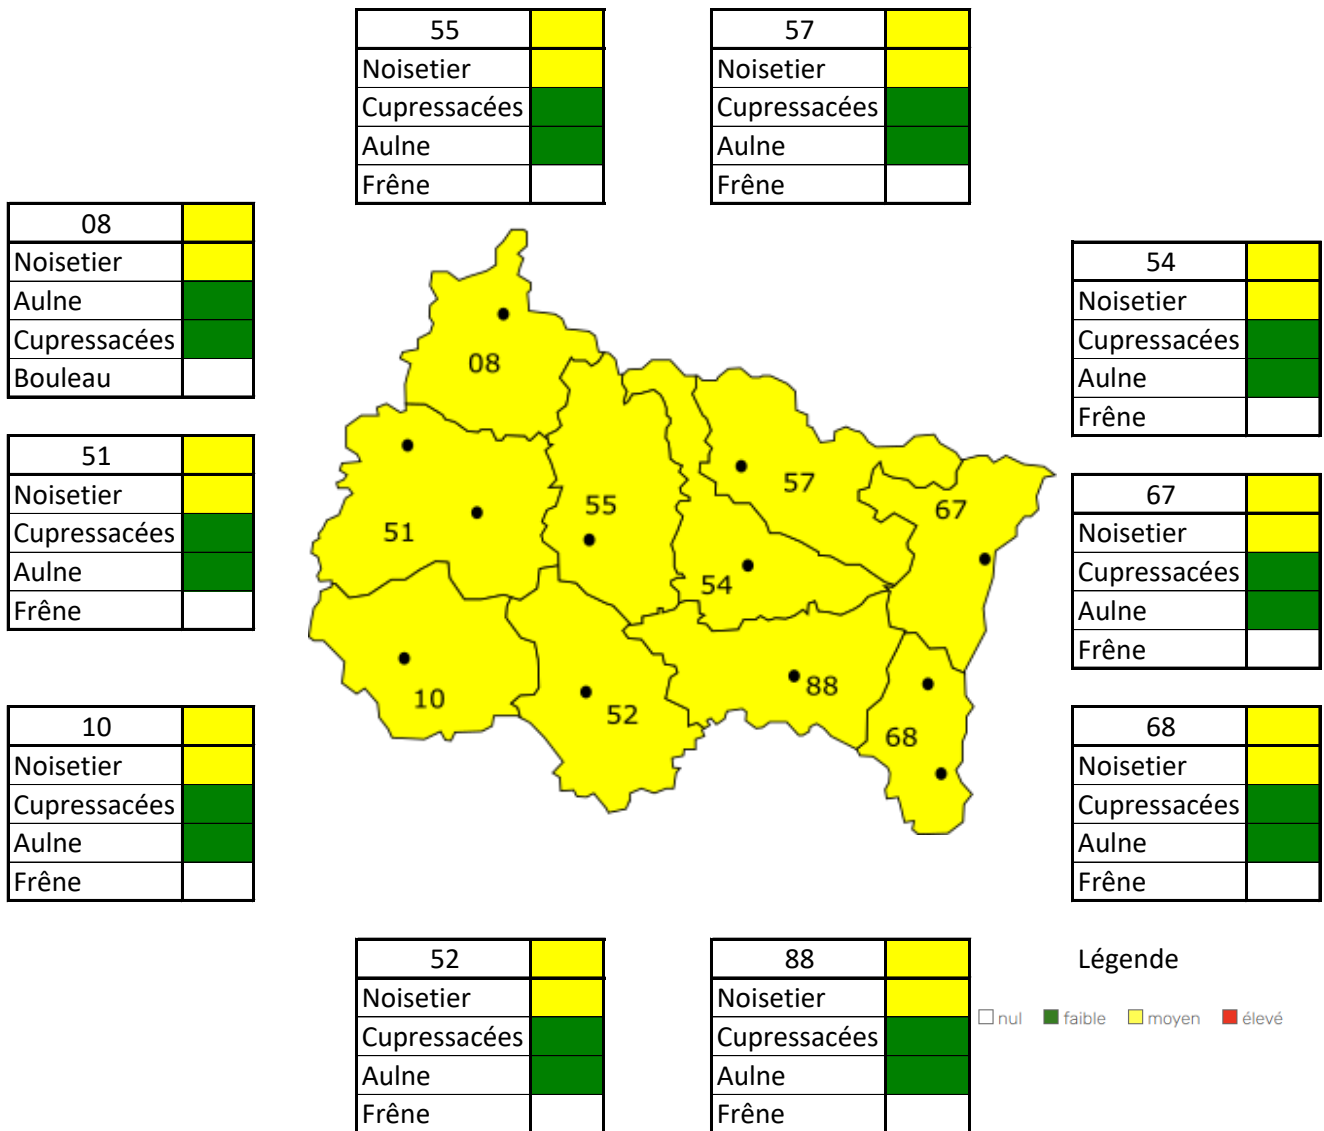 55
Noisetier
Cupressacées
Aulne
Frêne
57
Noisetier
Cupressacées
Aulne
Frêne
08
Noisetier
Aulne
Cupressacées
Bouleau
51
Noisetier
Cupressacées
Aulne
Frêne
10
Noisetier
Cupressacées
Aulne
Frêne
08
57
55
67
51
54
10
88
52
68
54
Noisetier
Cupressacées
Aulne
Frêne
67
Noisetier
Cupressacées
Aulne
Frêne
68
Noisetier
Cupressacées
Aulne
Frêne
52
Noisetier
Cupressacées
Aulne
Frêne
88
Noisetier
Cupressacées
Aulne
Frêne
Légende
nul faible moyen élevé